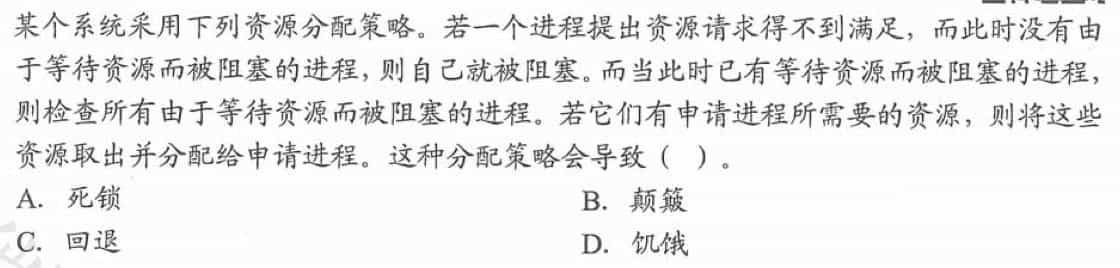 某个系统采用下列资源分配策略。若一个进程提出资源请求得不到满足，而此时没有由
于等待资源而被阻塞的进程，则自己就被阻塞。而当此时已有等待资源而被阻塞的进程，
则检查所有由于等待资源而被阻塞的进程。若它们有申请进程所需要的资源，则将这些
资源取出并分配给申请进程。这种分配策略会导致（ ）。
A. 死锁 B. 颠簸
C. 回退 D. 饥饿